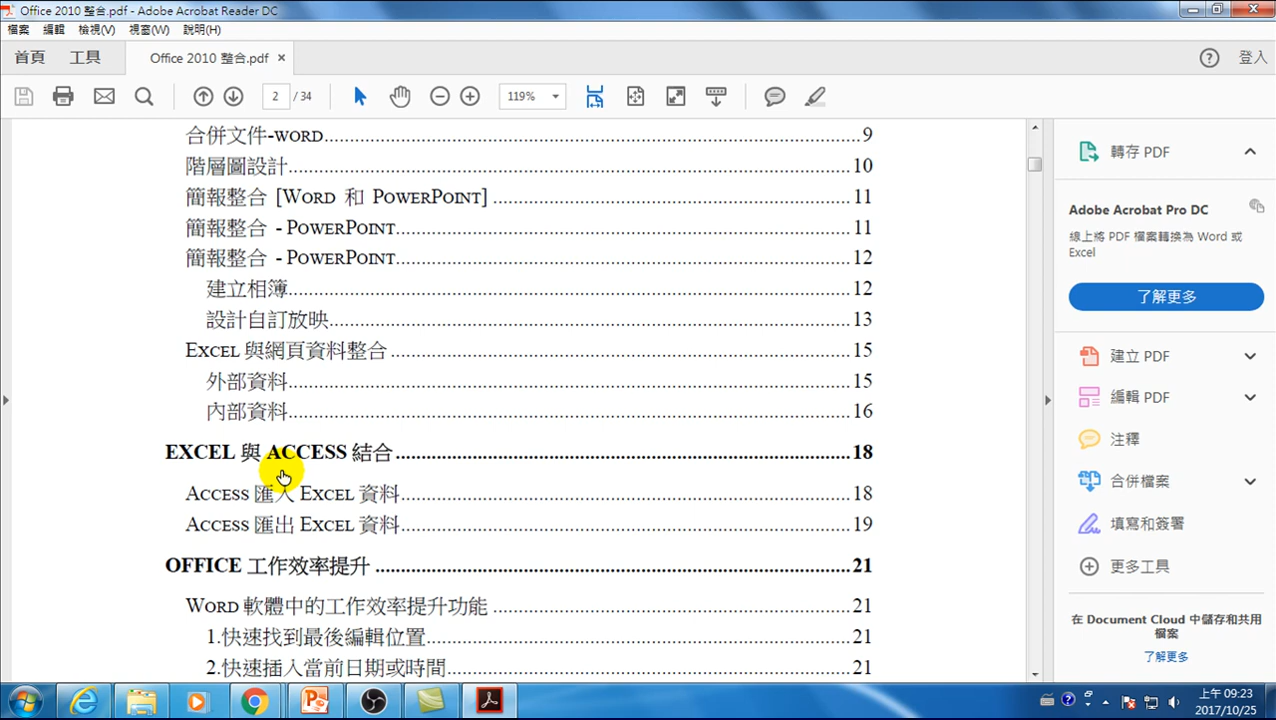 Office 2010 整合.pdf - Adobe Acrobat Reader DC
檔案 編輯 檢視(V) 視窗(W) 說明(H)
首頁 工具 Office 2010 整合.pdf × 登入
2 / 34 119%
合併文件-WORD 9
階層圖設計 10
簡報整合 [WORD 和 POWERPOINT] 11
簡報整合 - POWERPOINT 11
簡報整合 - POWERPOINT 12
建立相簿 12
設計自訂放映 13
EXCEL 與網頁資料整合 15
外部資料 15
內部資料 16
EXCEL 與 ACCESS 結合 18
ACCESS 匯入 EXCEL 資料 18
ACCESS 匯出 EXCEL 資料 19
OFFICE 工作效率提升 21
WORD 軟體中的工作效率提升功能 21
1.快速找到最後編輯位置 21
2.快速插入當前日期或時間 21
轉存 PDF
Adobe Acrobat Pro DC
線上將 PDF 檔案轉換為 Word 或
Excel
了解更多
建立 PDF
編輯 PDF
注釋
合併檔案
填寫和簽署
更多工具
在 Document Cloud 中儲存和共用
檔案
了解更多
上午 09:23
2017/10/25